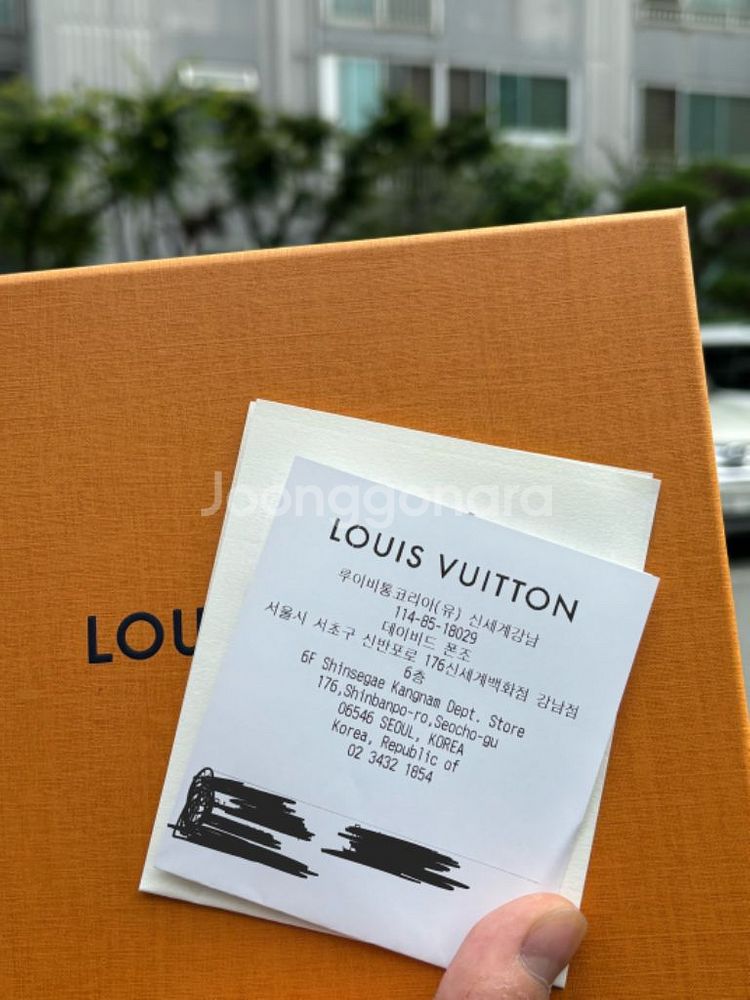 Joonggonara
LOUIS VUITTON
루이비통코리아(유) 신세계강남
114-85-18029
데이비드 폰조
서울시 서초구 신반포로 176신세계백화점 강남점
6층
6F Shinsegae Kangnam Dept. Store
176,Shinbanpo-ro,Seocho-gu
06546 SEOUL, KOREA
Korea, Republic of
02 3432 1854
LOU